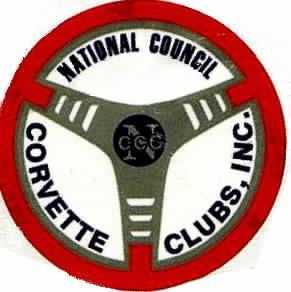 NATIONAL COUNCIL
CORVETTE
CLUBS, INC.
NCCC